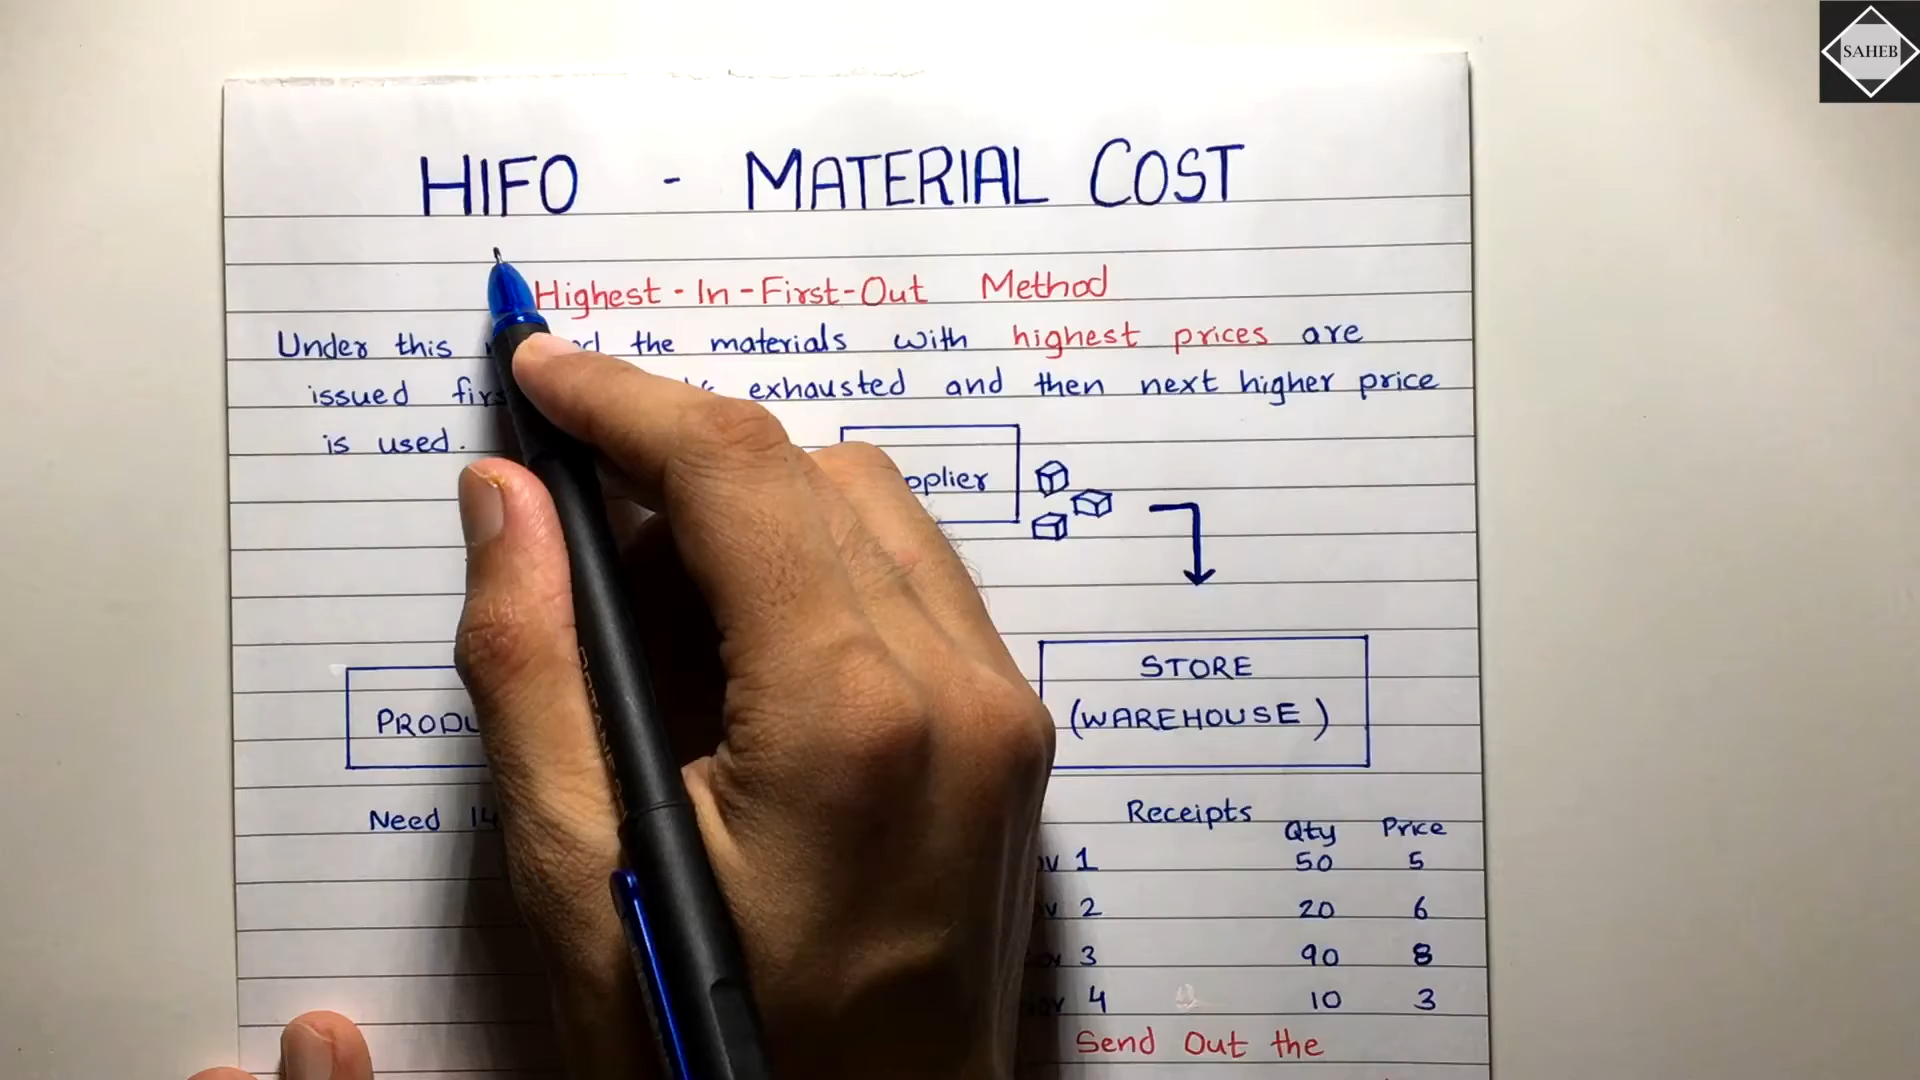 SAHEB
HIFO - MATERIAL COST
Highest-In-First-Out Method
Under this the materials with highest prices are
issued exhausted and then next higher price
is used.
STORE
(WAREHOUSE)
Need
Receipts
Qty Price
1 50 5
2 20 6
3 90 8
4 10 3
Send Out the